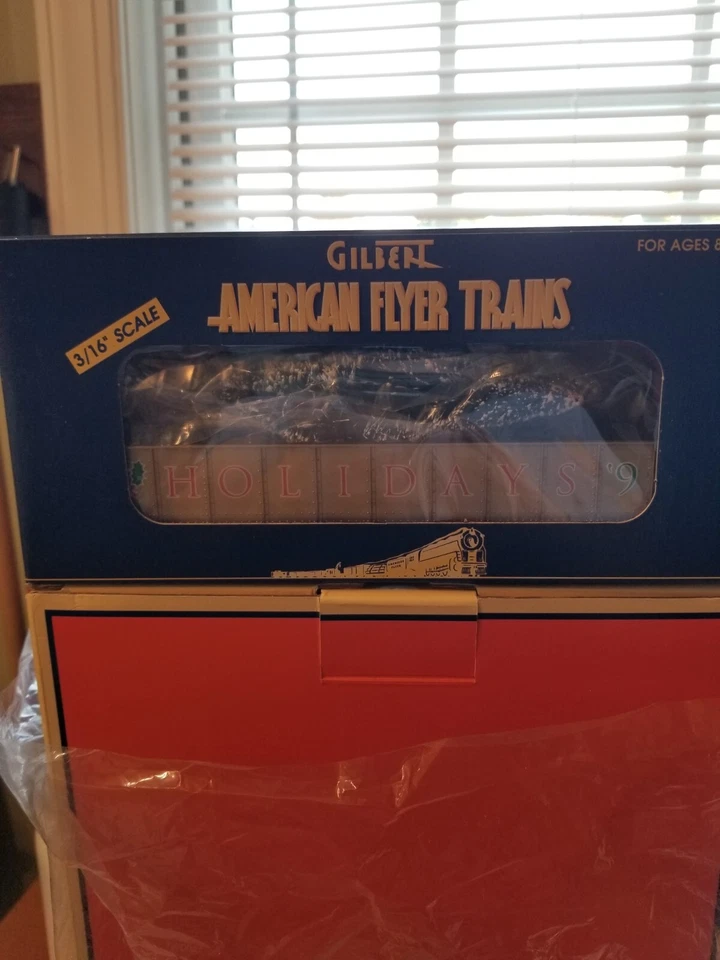 GILBERT
FOR AGES 8
AMERICAN FLYER TRAINS
3/16" SCALE
HOLIDAYS '9